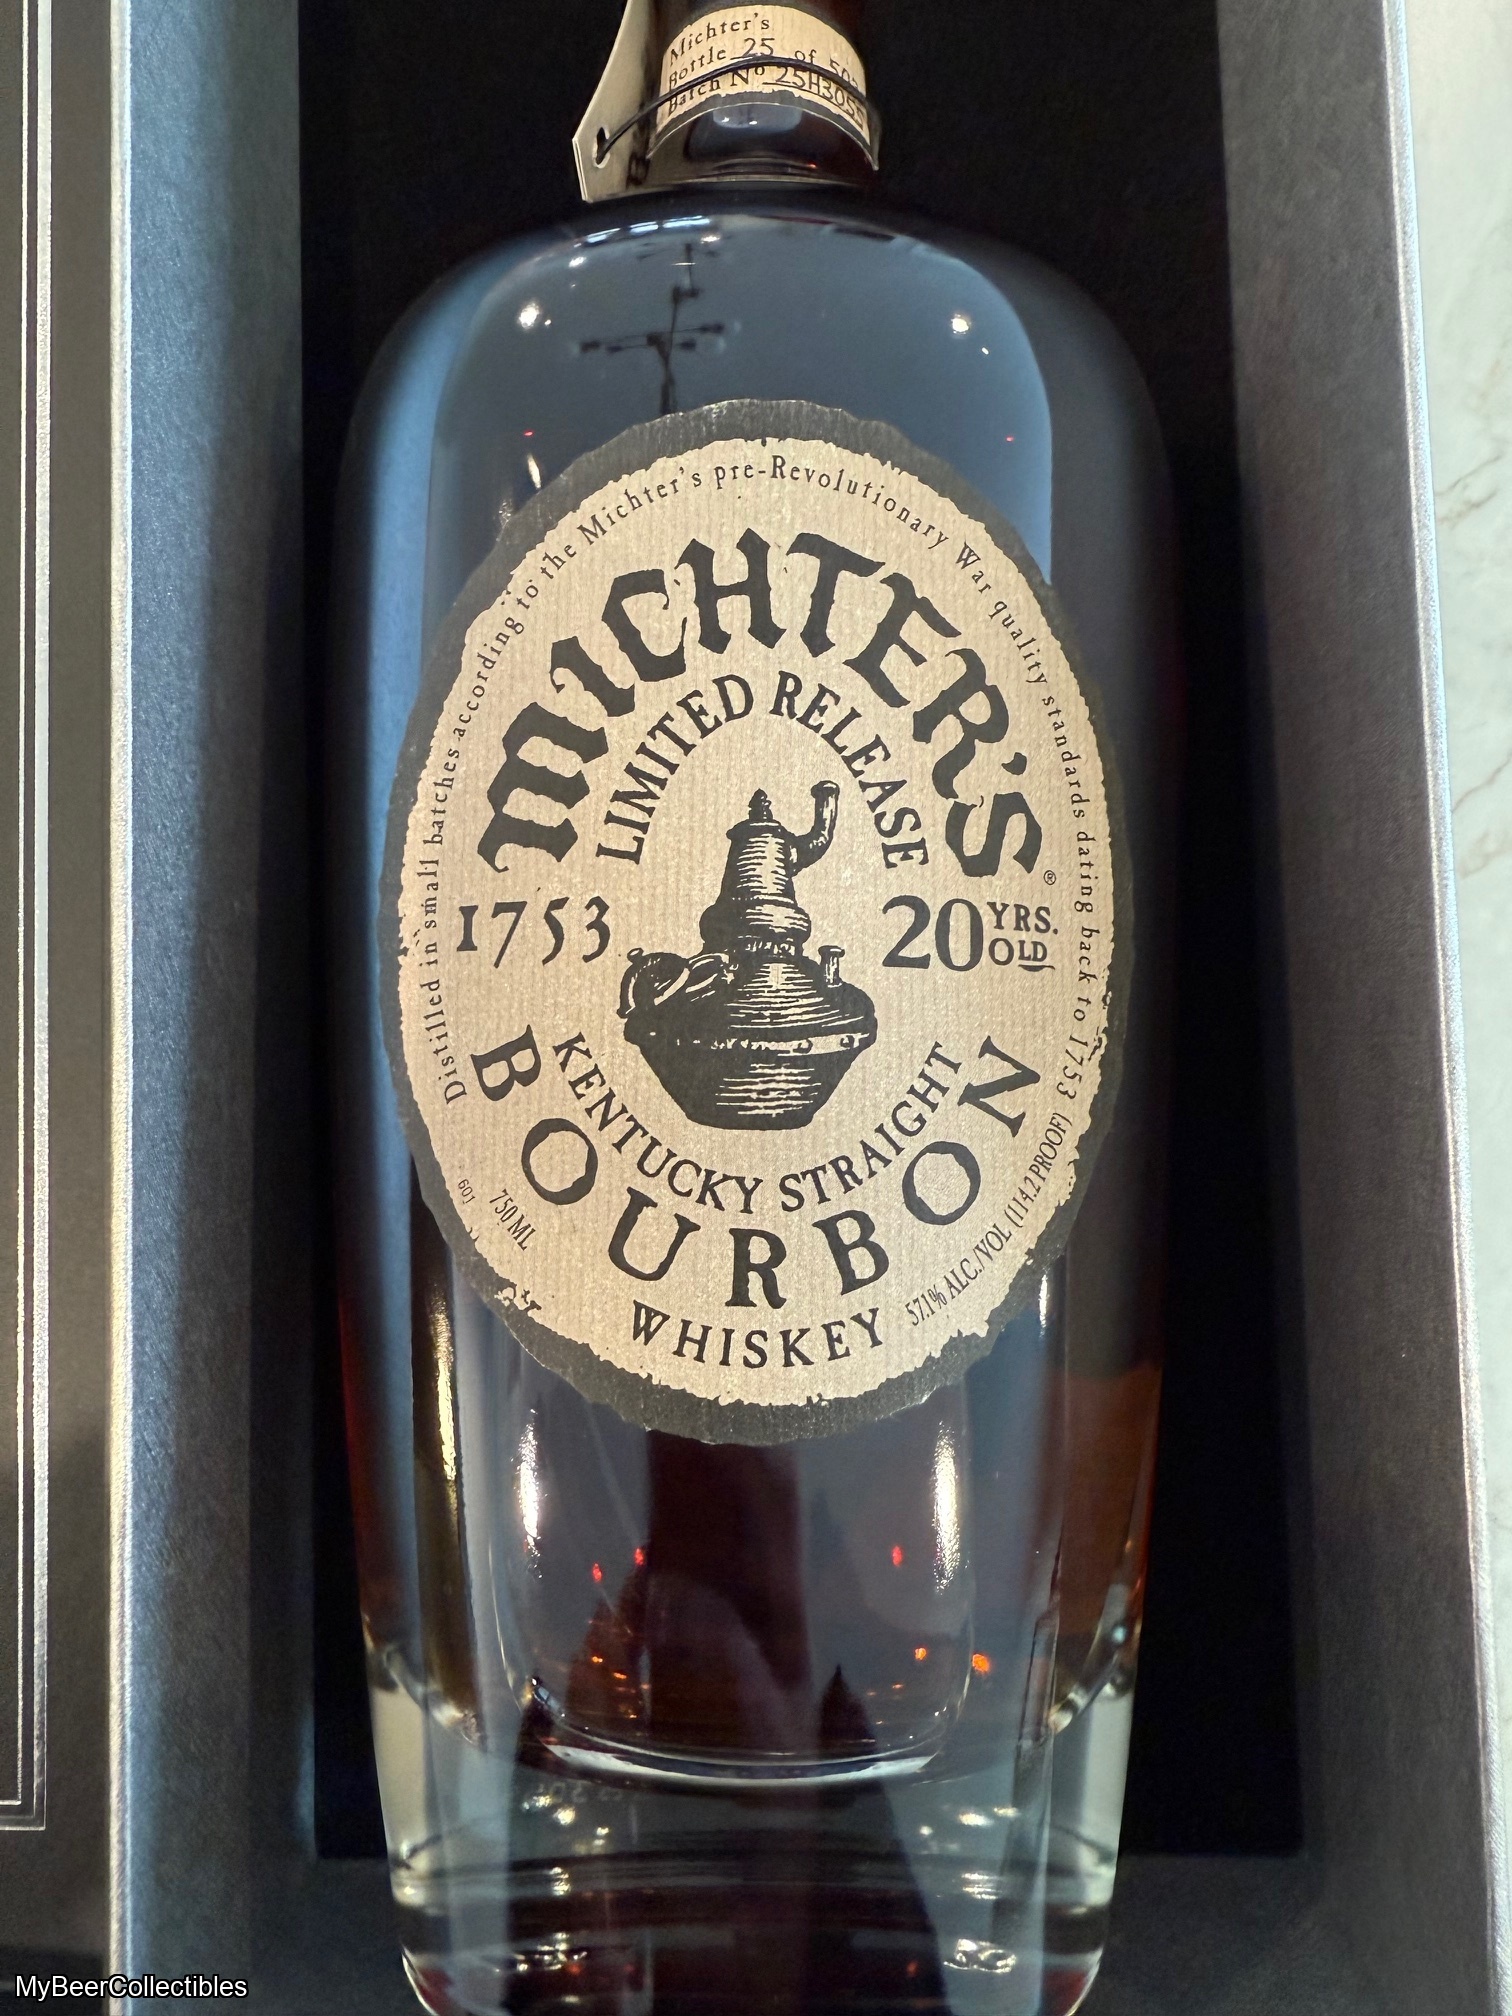 Michter's
Bottle 25 of
Batch Nº 25H3055
Distilled in small batches according to the Michter's pre-Revolutionary War quality standards dating back to 1753
MICHTER'S®
LIMITED RELEASE
1753
20 YRS. OLD
KENTUCKY STRAIGHT
BOURBON
WHISKEY
601
750 ML
57.1% ALC./VOL (114.2 PROOF)
MyBeerCollectibles